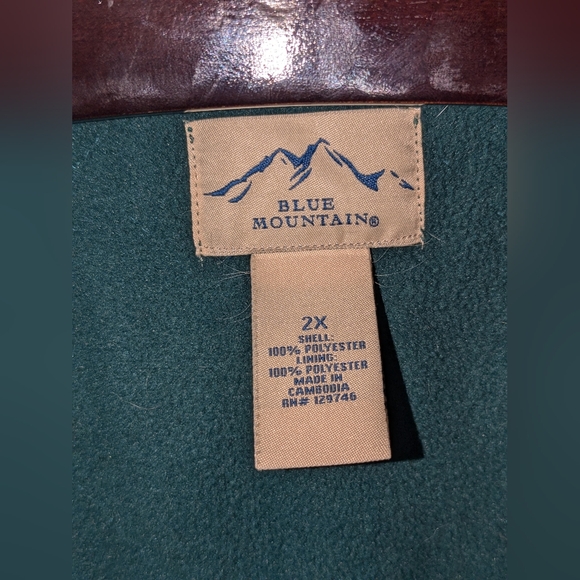 BLUE
MOUNTAIN®
2X
SHELL:
100% POLYESTER
LINING:
100% POLYESTER
MADE IN
CAMBODIA
RN# 129746